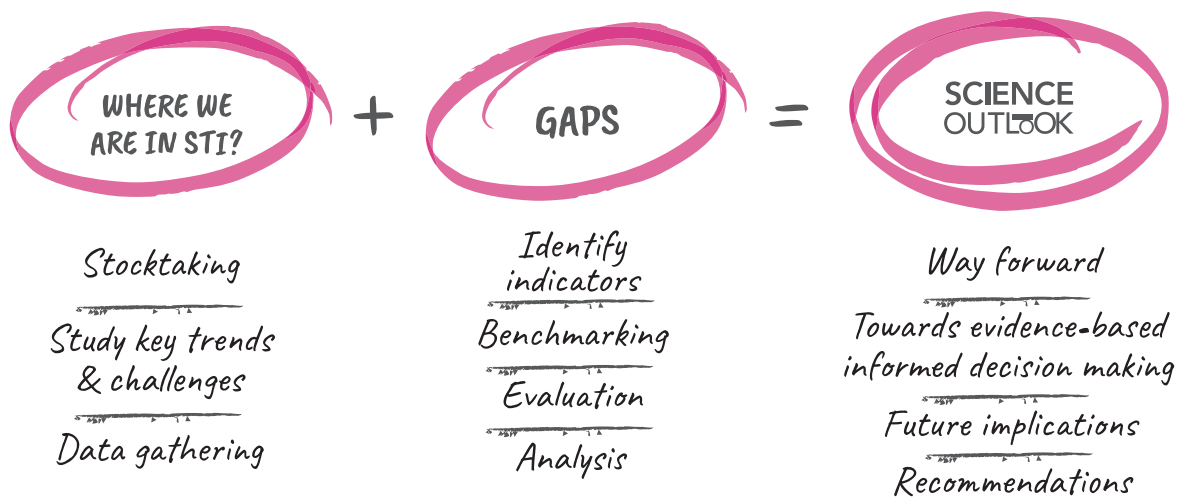 WHERE WE
ARE IN STI?
+
GAPS
=
SCIENCE
OUTLOOK
Stocktaking
Study key trends
& challenges
Data gathering
Identify
indicators
Benchmarking
Evaluation
Analysis
Way forward
Towards evidence-based
informed decision making
Future implications
Recommendations